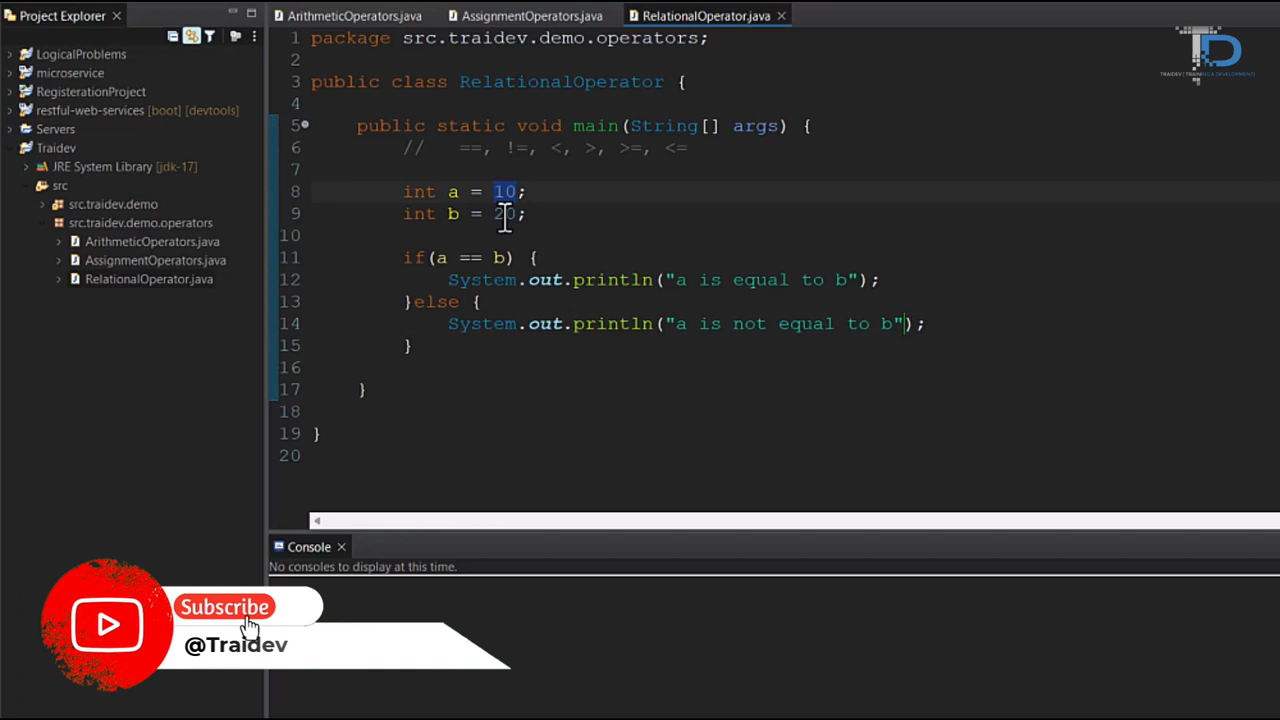 Project Explorer
ArithmeticOperators.java
AssignmentOperators.java
RelationalOperator.java
LogicalProblems
microservice
RegisterationProject
restful-web-services [boot] [devtools]
Servers
Traidev
JRE System Library [jdk-17]
src
src.traidev.demo
src.traidev.demo.operators
ArithmeticOperators.java
AssignmentOperators.java
RelationalOperator.java
1 package src.traidev.demo.operators;
2
3 public class RelationalOperator {
4
5 public static void main(String[] args) {
6 // ==, !=, <, >, >=, <=
7
8 int a = 10;
9 int b = 20;
10
11 if(a == b) {
12 System.out.println("a is equal to b");
13 }else {
14 System.out.println("a is not equal to b");
15 }
16
17 }
18
19 }
20
TD
TRAIDEV | TRAINING & DEVELOPMENT
Console
No consoles to display at this time.
Subscribe
@Traidev